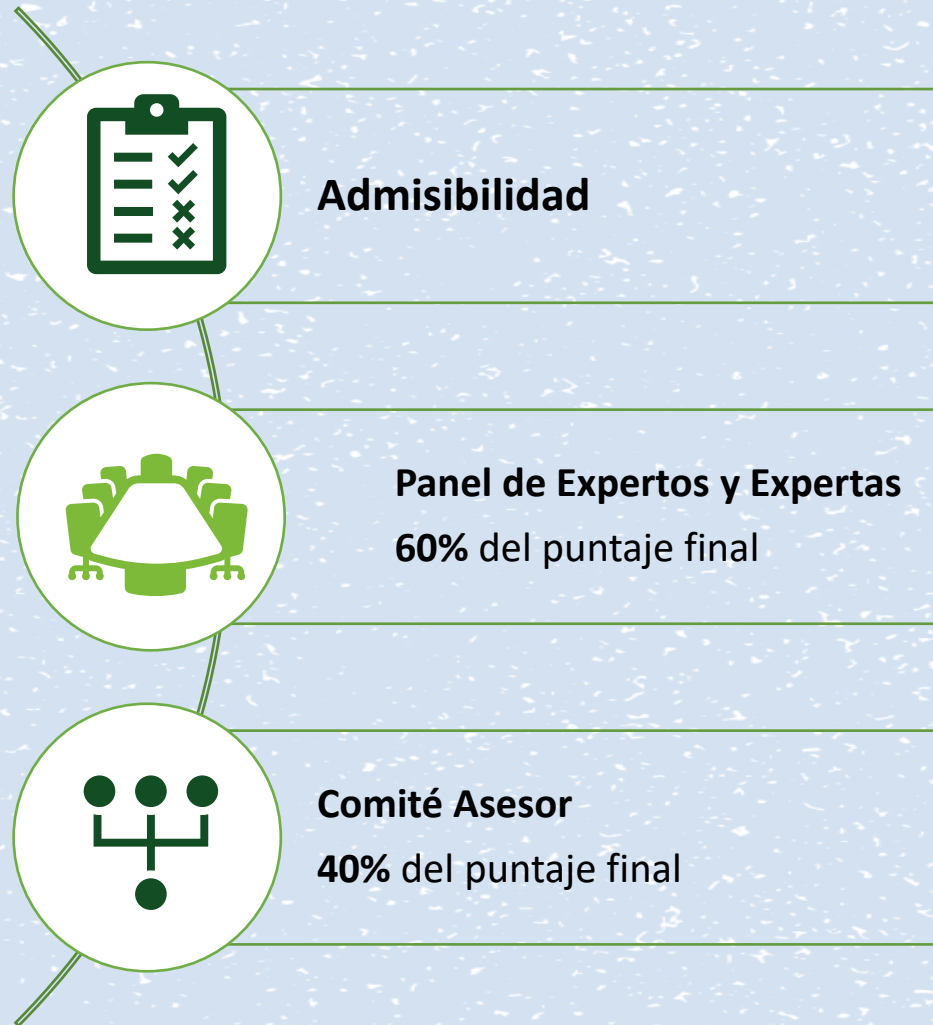 Admisibilidad
Panel de Expertos y Expertas
60% del puntaje final
Comité Asesor
40% del puntaje final